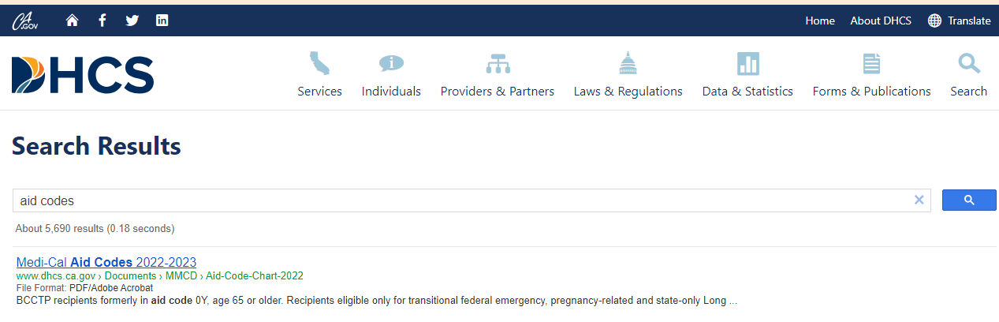 CA.GOV
Home About DHCS Translate
DHCS
Services Individuals Providers & Partners Laws & Regulations Data & Statistics Forms & Publications Search
Search Results
aid codes
About 5,690 results (0.18 seconds)
Medi-Cal Aid Codes 2022-2023
www.dhcs.ca.gov › Documents › MMCD › Aid-Code-Chart-2022
File Format: PDF/Adobe Acrobat
BCCTP recipients formerly in aid code 0Y, age 65 or older. Recipients eligible only for transitional federal emergency, pregnancy-related and state-only Long ...